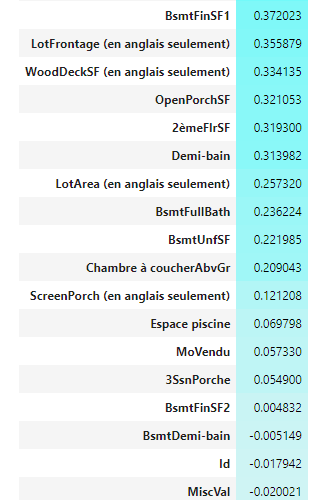 BsmtFinSF1 0.372023
LotFrontage (en anglais seulement) 0.355879
WoodDeckSF (en anglais seulement) 0.334135
OpenPorchSF 0.321053
2èmeFlrSF 0.319300
Demi-bain 0.313982
LotArea (en anglais seulement) 0.257320
BsmtFullBath 0.236224
BsmtUnfSF 0.221985
Chambre à coucherAbvGr 0.209043
ScreenPorch (en anglais seulement) 0.121208
Espace piscine 0.069798
MoVendu 0.057330
3SsnPorche 0.054900
BsmtFinSF2 0.004832
BsmtDemi-bain -0.005149
Id -0.017942
MiscVal -0.020021